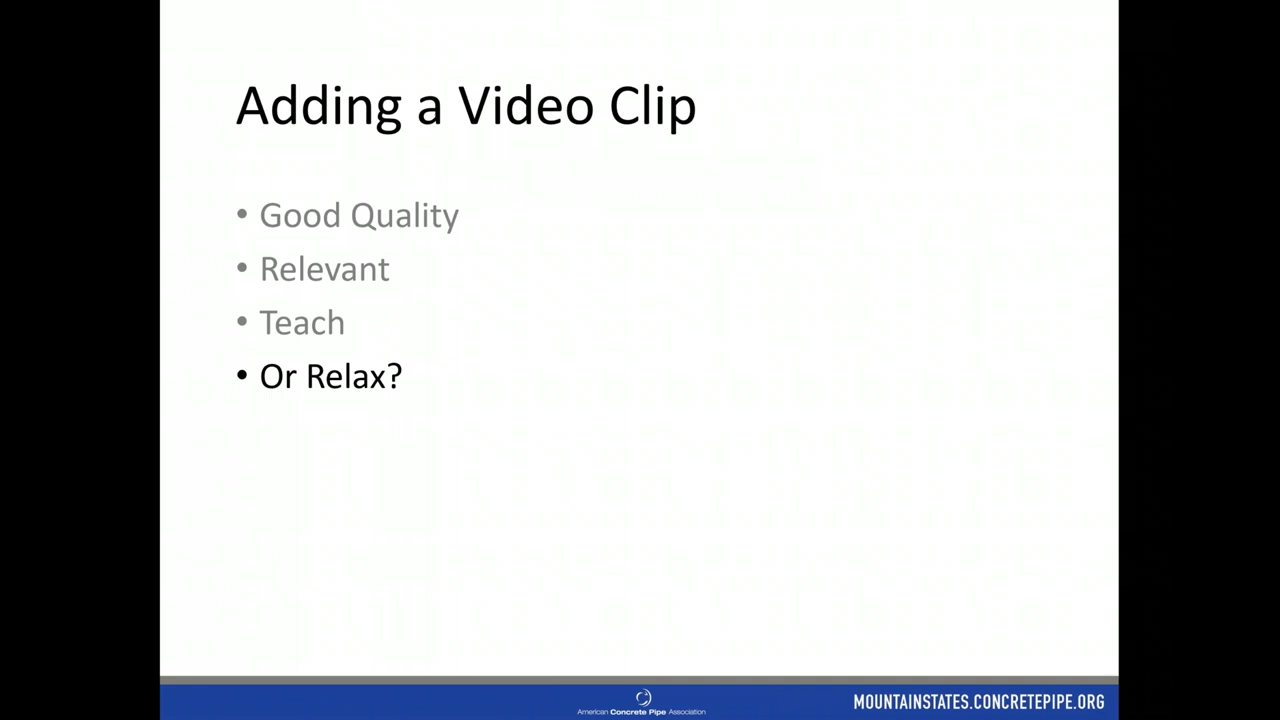 Adding a Video Clip
• Good Quality
• Relevant
• Teach
• Or Relax?
American Concrete Pipe Association
MOUNTAINSTATES.CONCRETEPIPE.ORG